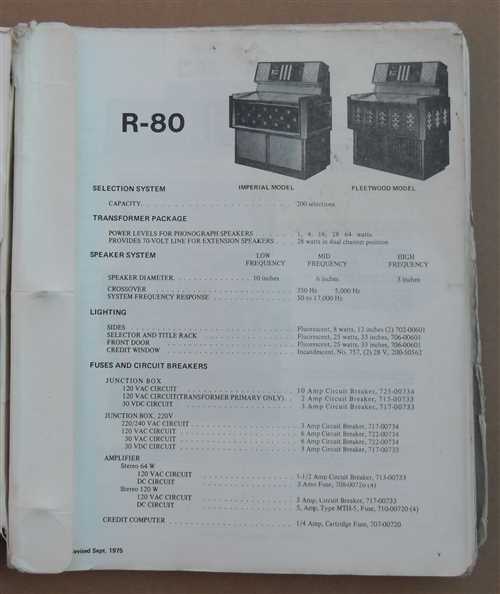 R-80
IMPERIAL MODEL FLEETWOOD MODEL
SELECTION SYSTEM
CAPACITY. 200 selections
TRANSFORMER PACKAGE
POWER LEVELS FOR PHONOGRAPH SPEAKERS 1, 4, 16, 28 64 watts
PROVIDES 70-VOLT LINE FOR EXTENSION SPEAKERS 28 watts in dual channel position
SPEAKER SYSTEM LOW FREQUENCY MID FREQUENCY HIGH FREQUENCY
SPEAKER DIAMETER. 10 inches 6 inches 3 inches
CROSSOVER 350 Hz 5,000 Hz
SYSTEM FREQUENCY RESPONSE 50 to 17,000 Hz
LIGHTING
SIDES Fluorescent, 8 watts, 12 inches (2) 702-00601
SELECTOR AND TITLE RACK Fluorescent, 25 watts, 33 inches, 706-00601
FRONT DOOR Fluorescent, 25 watts, 33 inches, 706-00601
CREDIT WINDOW Incandescent, No. 757, (2) 28 V, 200-50562
FUSES AND CIRCUIT BREAKERS
JUNCTION BOX
120 VAC CIRCUIT 10 Amp Circuit Breaker, 725-00734
120 VAC CIRCUIT(TRANSFORMER PRIMARY ONLY) 2 Amp Circuit Breaker, 715-00733
30 VDC CIRCUIT 3 Amp Circuit Breaker, 717-00733
JUNCTION BOX, 220V
220/240 VAC CIRCUIT 3 Amp Circuit Breaker, 717-00734
120 VAC CIRCUIT 6 Amp Circuit Breaker, 722-00734
30 VAC CIRCUIT 6 Amp Circuit Breaker, 722-00734
30 VDC CIRCUIT 3 Amp Circuit Breaker, 717-00733
AMPLIFIER
Stereo 64 W
120 VAC CIRCUIT 1-1/2 Amp Circuit Breaker, 713-00733
DC CIRCUIT 3 Amp Fuse, 708-00720 (4)
Stereo 120 W
120 VAC CIRCUIT 3 Amp, Circuit Breaker, 717-00733
DC CIRCUIT 5, Amp, Type MTH-5, Fuse, 710-00720 (4)
CREDIT COMPUTER 1/4 Amp, Cartridge Fuse, 707-00720
evised Sept. 1975